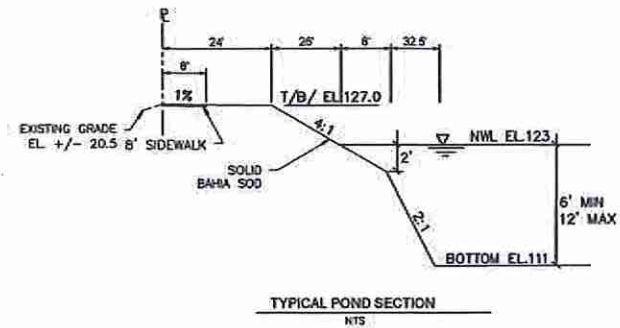 PL
24' 25' 8' 32.5'
8'
1%
T/B/ EL.127.0
EXISTING GRADE
EL. +/- 20.5
8' SIDEWALK
4:1
NWL EL.123
2'
SOLID
BAHIA SOD
2:1
6' MIN
12' MAX
BOTTOM EL.111
TYPICAL POND SECTION
NTS